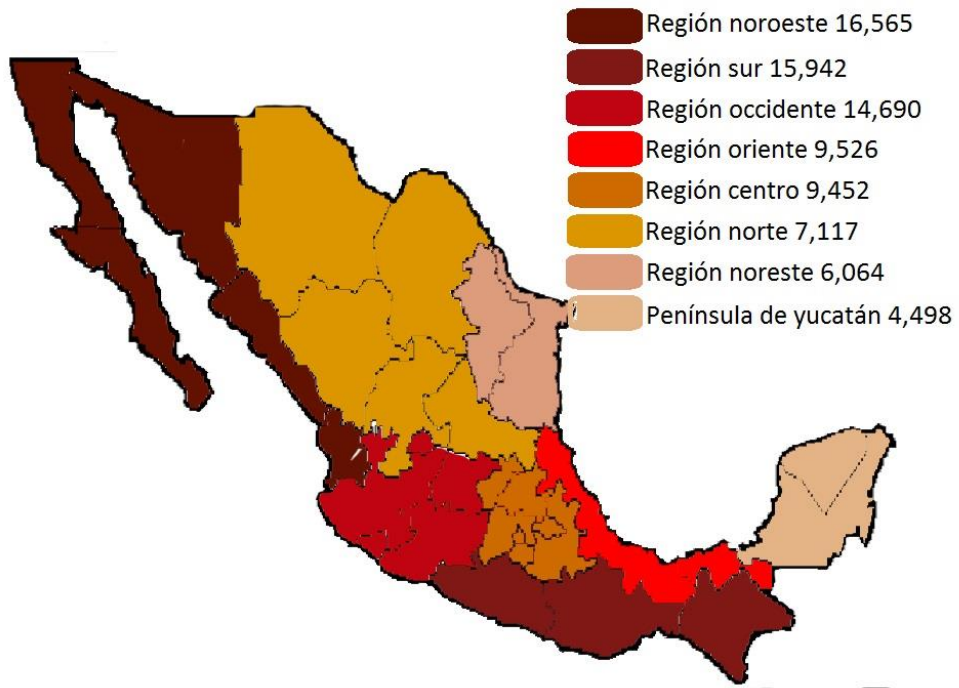 Región noroeste 16,565
Región sur 15,942
Región occidente 14,690
Región oriente 9,526
Región centro 9,452
Región norte 7,117
Región noreste 6,064
Península de yucatán 4,498